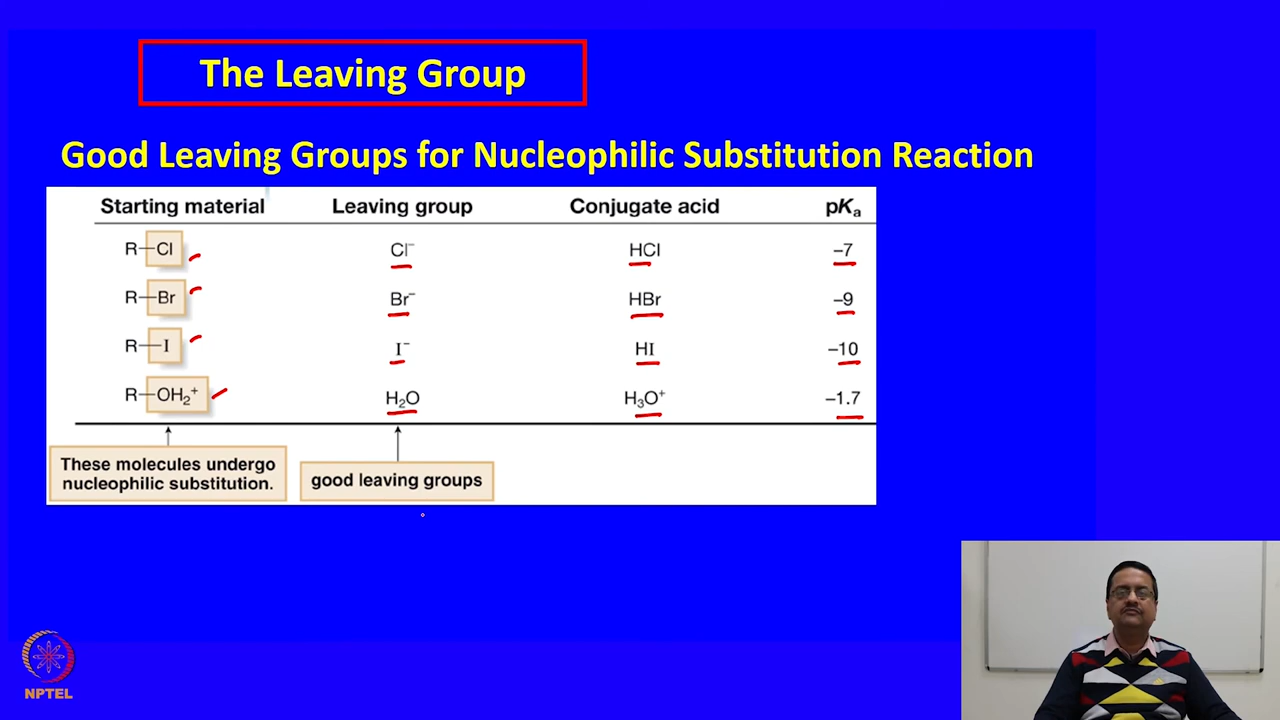 The Leaving Group
Good Leaving Groups for Nucleophilic Substitution Reaction
Starting material Leaving group Conjugate acid pKₐ
R—Cl Cl⁻ HCl –7
R—Br Br⁻ HBr –9
R—I I⁻ HI –10
R—OH₂⁺ H₂O H₃O⁺ –1.7
These molecules undergo
nucleophilic substitution.
good leaving groups
NPTEL